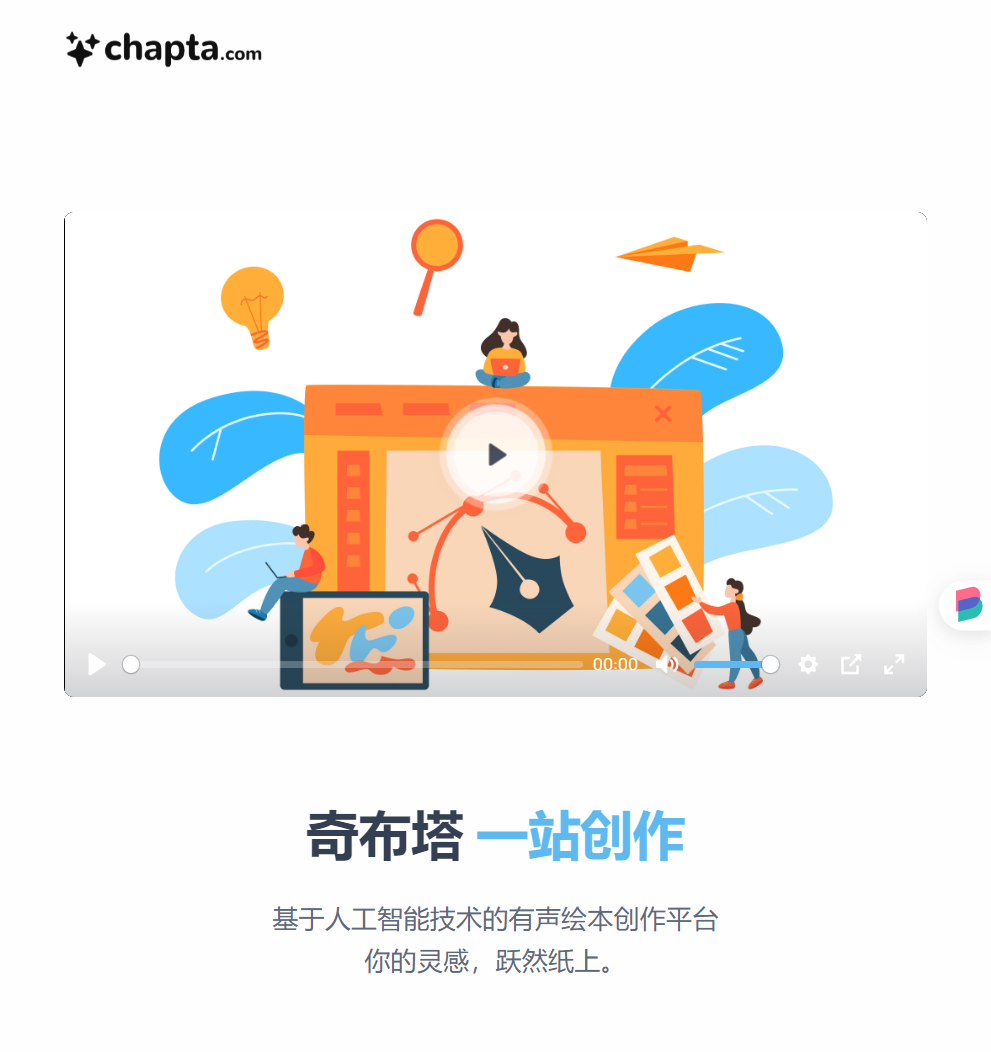 chapta.com
00:00
奇布塔 一站创作
基于人工智能技术的有声绘本创作平台
你的灵感，跃然纸上。